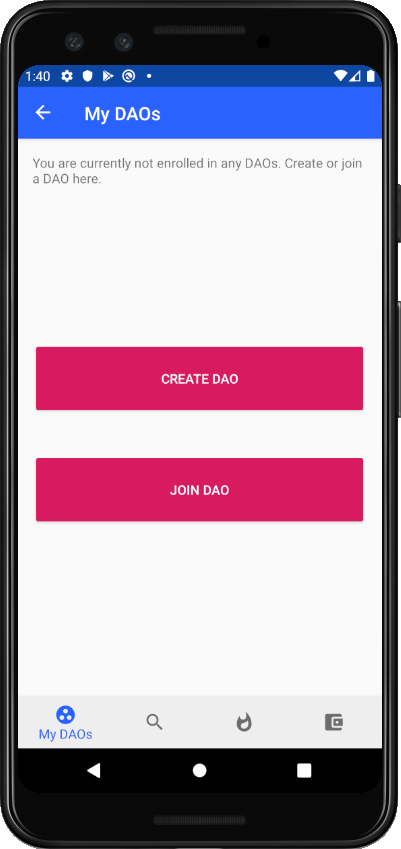 1:40
My DAOs
You are currently not enrolled in any DAOs. Create or join
a DAO here.
CREATE DAO
JOIN DAO
My DAOs